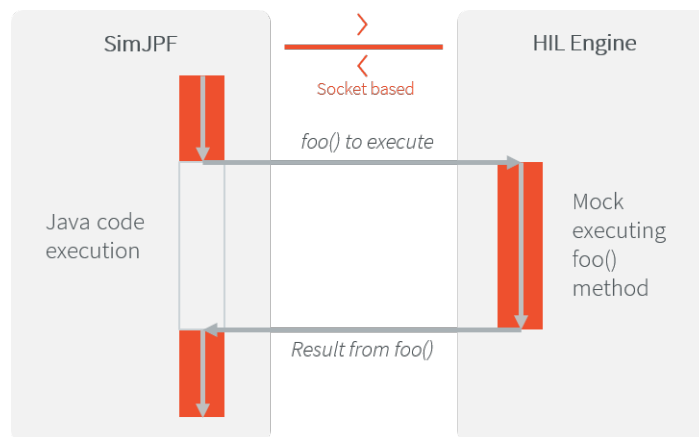 SimJPF
HIL Engine
Socket based
foo() to execute
Java code
execution
Mock
executing
foo()
method
Result from foo()